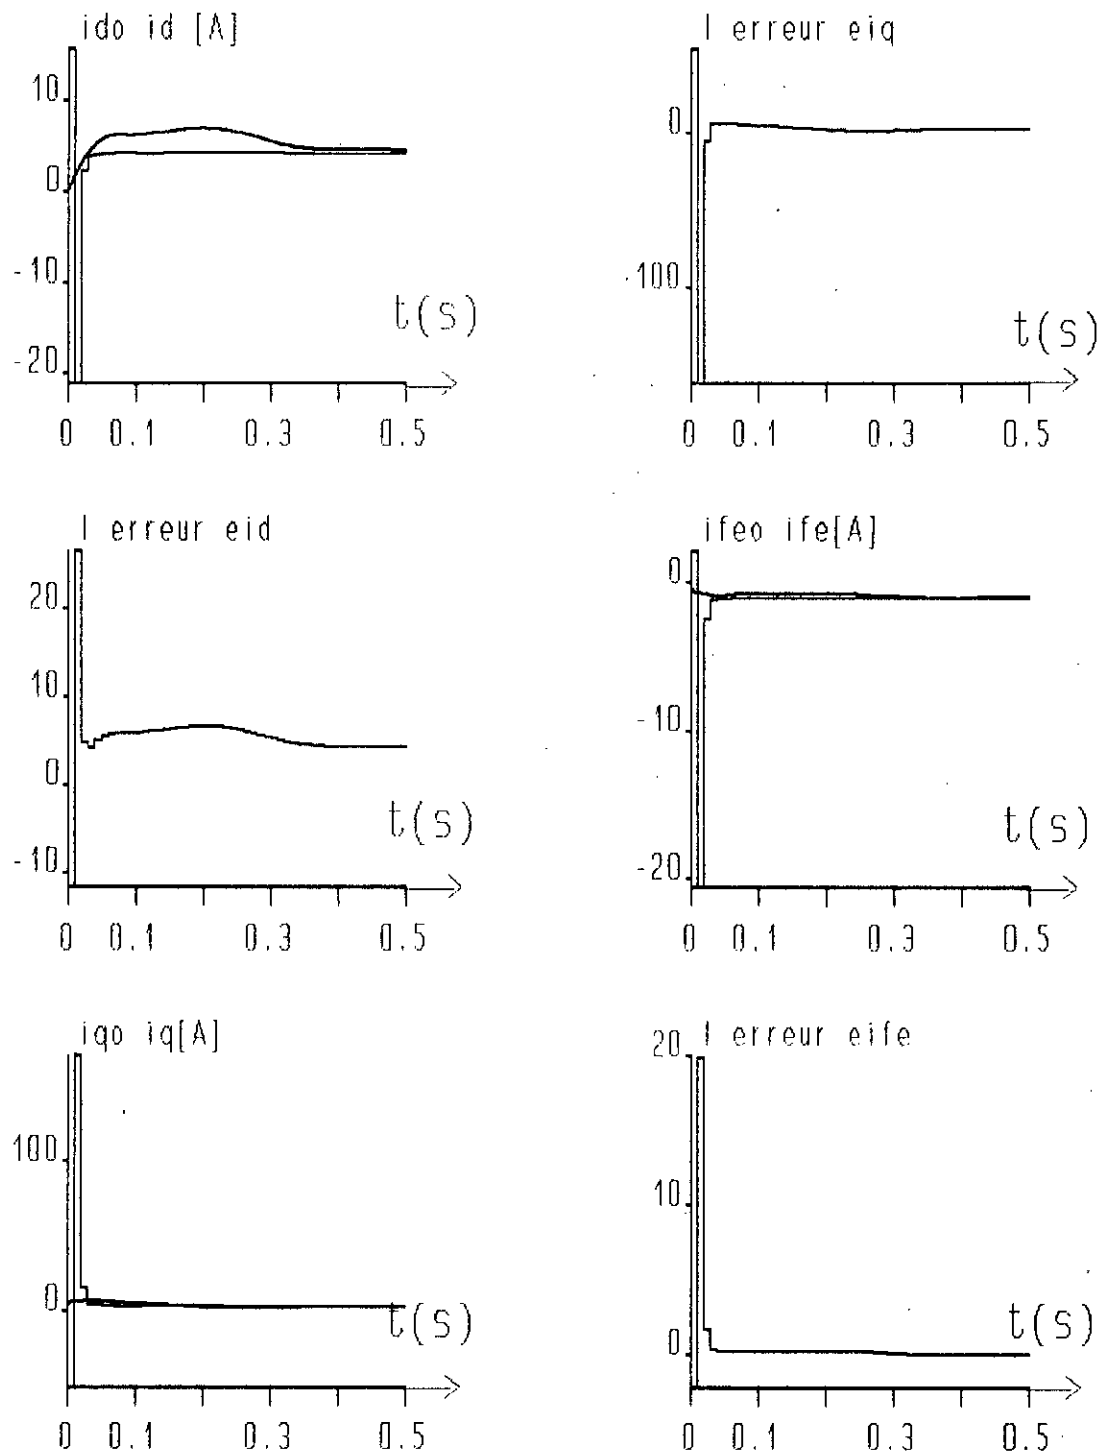 ido id [A]
10
0
-10
-20
t(s)
0 0.1 0.3 0.5
l erreur eiq
0
-100
t(s)
0 0.1 0.3 0.5
l erreur eid
20
10
0
-10
t(s)
0 0.1 0.3 0.5
ifeo ife[A]
0
-10
-20
t(s)
0 0.1 0.3 0.5
iqo iq[A]
100
0
t(s)
0 0.1 0.3 0.5
l erreur eife
20
10
0
t(s)
0 0.1 0.3 0.5